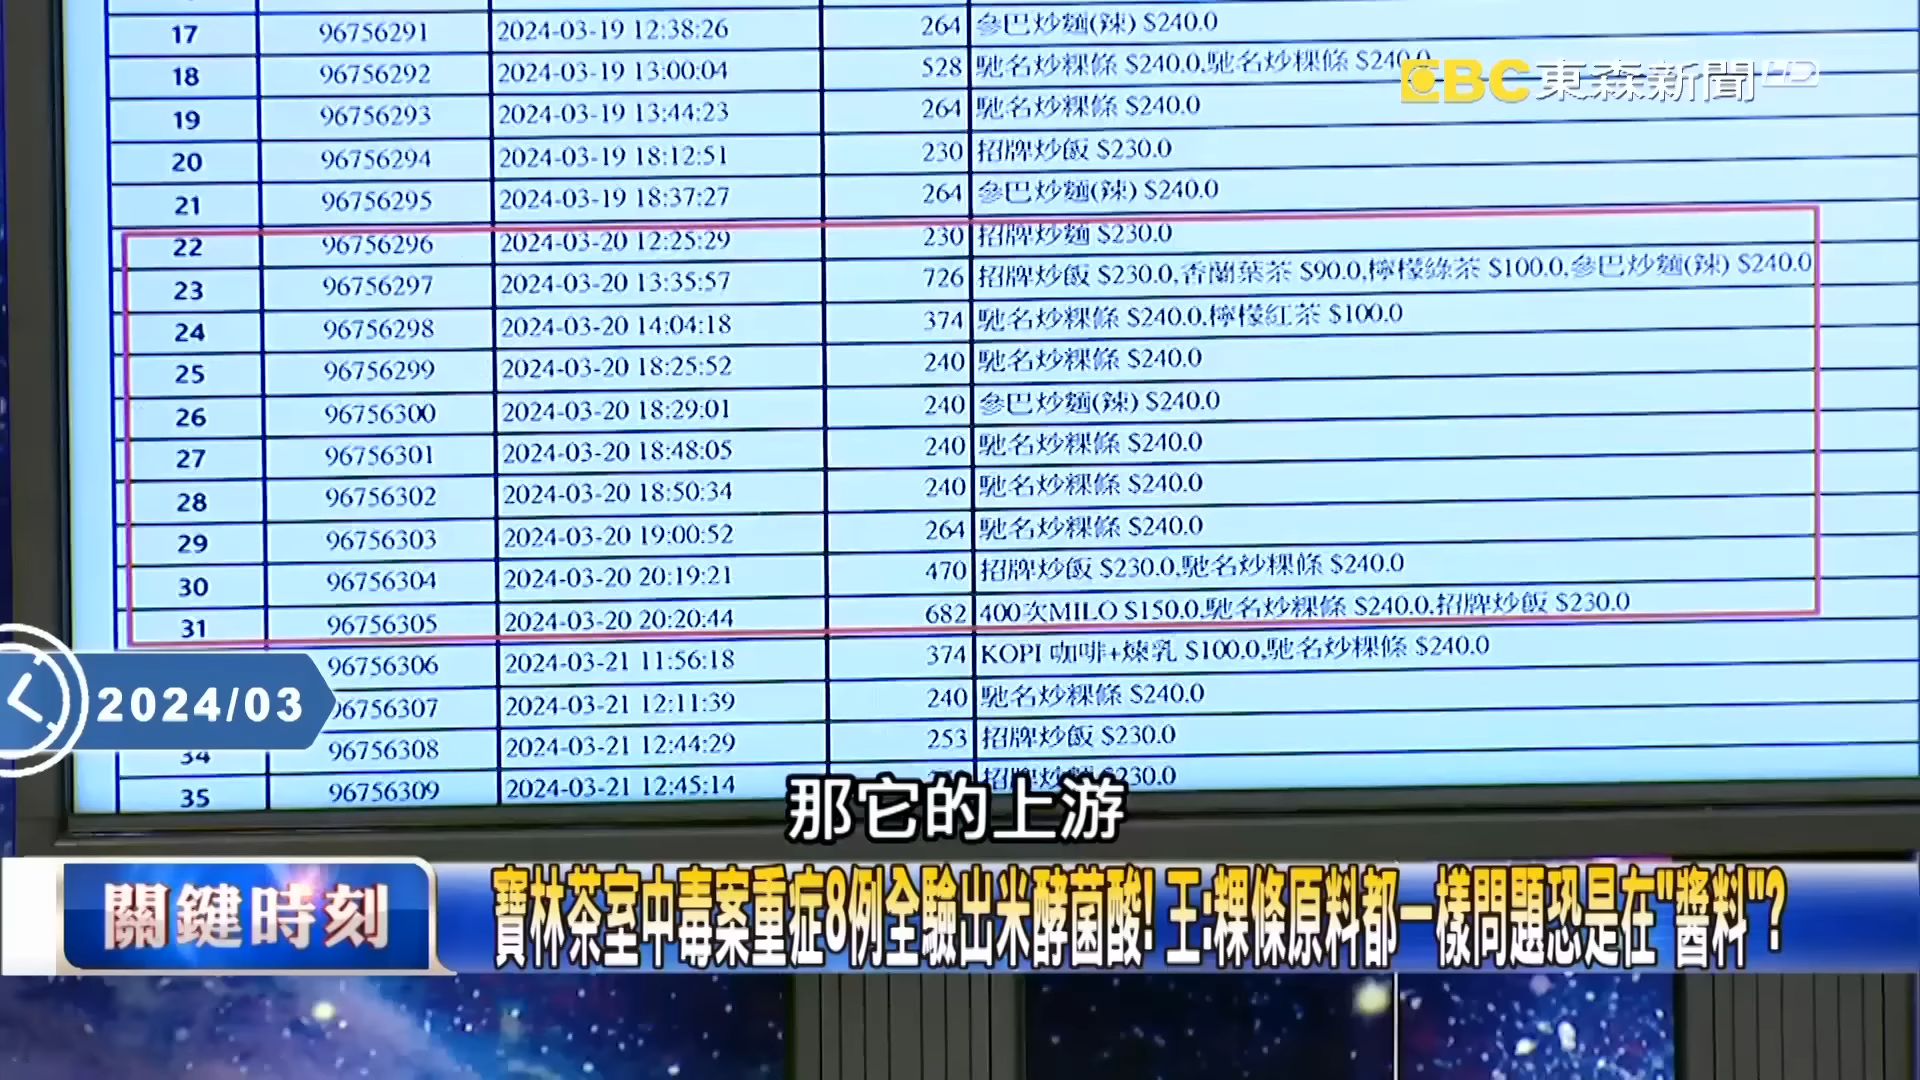 17 96756291 2024-03-19 12:38:26 264 參巴炒麵(辣) $240.0
18 96756292 2024-03-19 13:00:04 528 馳名炒粿條 $240.0,馳名炒粿條 $240.0
EBC東森新聞HD
19 96756293 2024-03-19 13:44:23 264 馳名炒粿條 $240.0
20 96756294 2024-03-19 18:12:51 230 招牌炒飯 $230.0
21 96756295 2024-03-19 18:37:27 264 參巴炒麵(辣) $240.0
22 96756296 2024-03-20 12:25:29 230 招牌炒麵 $230.0
23 96756297 2024-03-20 13:35:57 726 招牌炒飯 $230.0,香蘭葉茶 $90.0,檸檬綠茶 $100.0,參巴炒麵(辣) $240.0
24 96756298 2024-03-20 14:04:18 374 馳名炒粿條 $240.0,檸檬紅茶 $100.0
25 96756299 2024-03-20 18:25:52 240 馳名炒粿條 $240.0
26 96756300 2024-03-20 18:29:01 240 參巴炒麵(辣) $240.0
27 96756301 2024-03-20 18:48:05 240 馳名炒粿條 $240.0
28 96756302 2024-03-20 18:50:34 240 馳名炒粿條 $240.0
29 96756303 2024-03-20 19:00:52 264 馳名炒粿條 $240.0
30 96756304 2024-03-20 20:19:21 470 招牌炒飯 $230.0,馳名炒粿條 $240.0
31 96756305 2024-03-20 20:20:44 682 400次MILO $150.0,馳名炒粿條 $240.0,招牌炒飯 $230.0
96756306 2024-03-21 11:56:18 374 KOPI 咖啡+煉乳 $100.0,馳名炒粿條 $240.0
2024/03
96756307 2024-03-21 12:11:39 240 馳名炒粿條 $240.0
34 96756308 2024-03-21 12:44:29 253 招牌炒飯 $230.0
35 96756309 2024-03-21 12:45:14 招牌炒 $230.0
那它的上游
關鍵時刻
寶林茶室中毒案重症8例全驗出米酵菌酸! 王:粿條原料都一樣問題恐是在"醬料"?